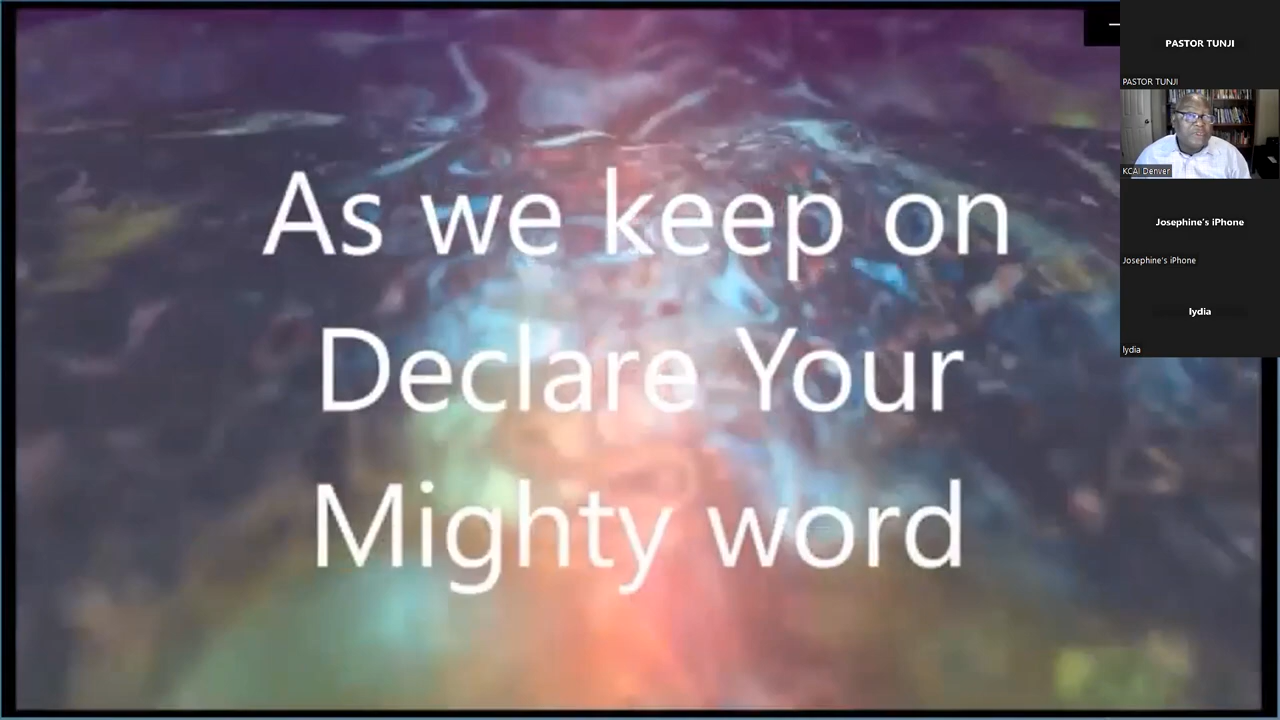 As we keep on
Declare Your
Mighty word
PASTOR TUNJI
PASTOR TUNJI
KCAI Denver
Josephine's iPhone
Josephine's iPhone
lydia
lydia